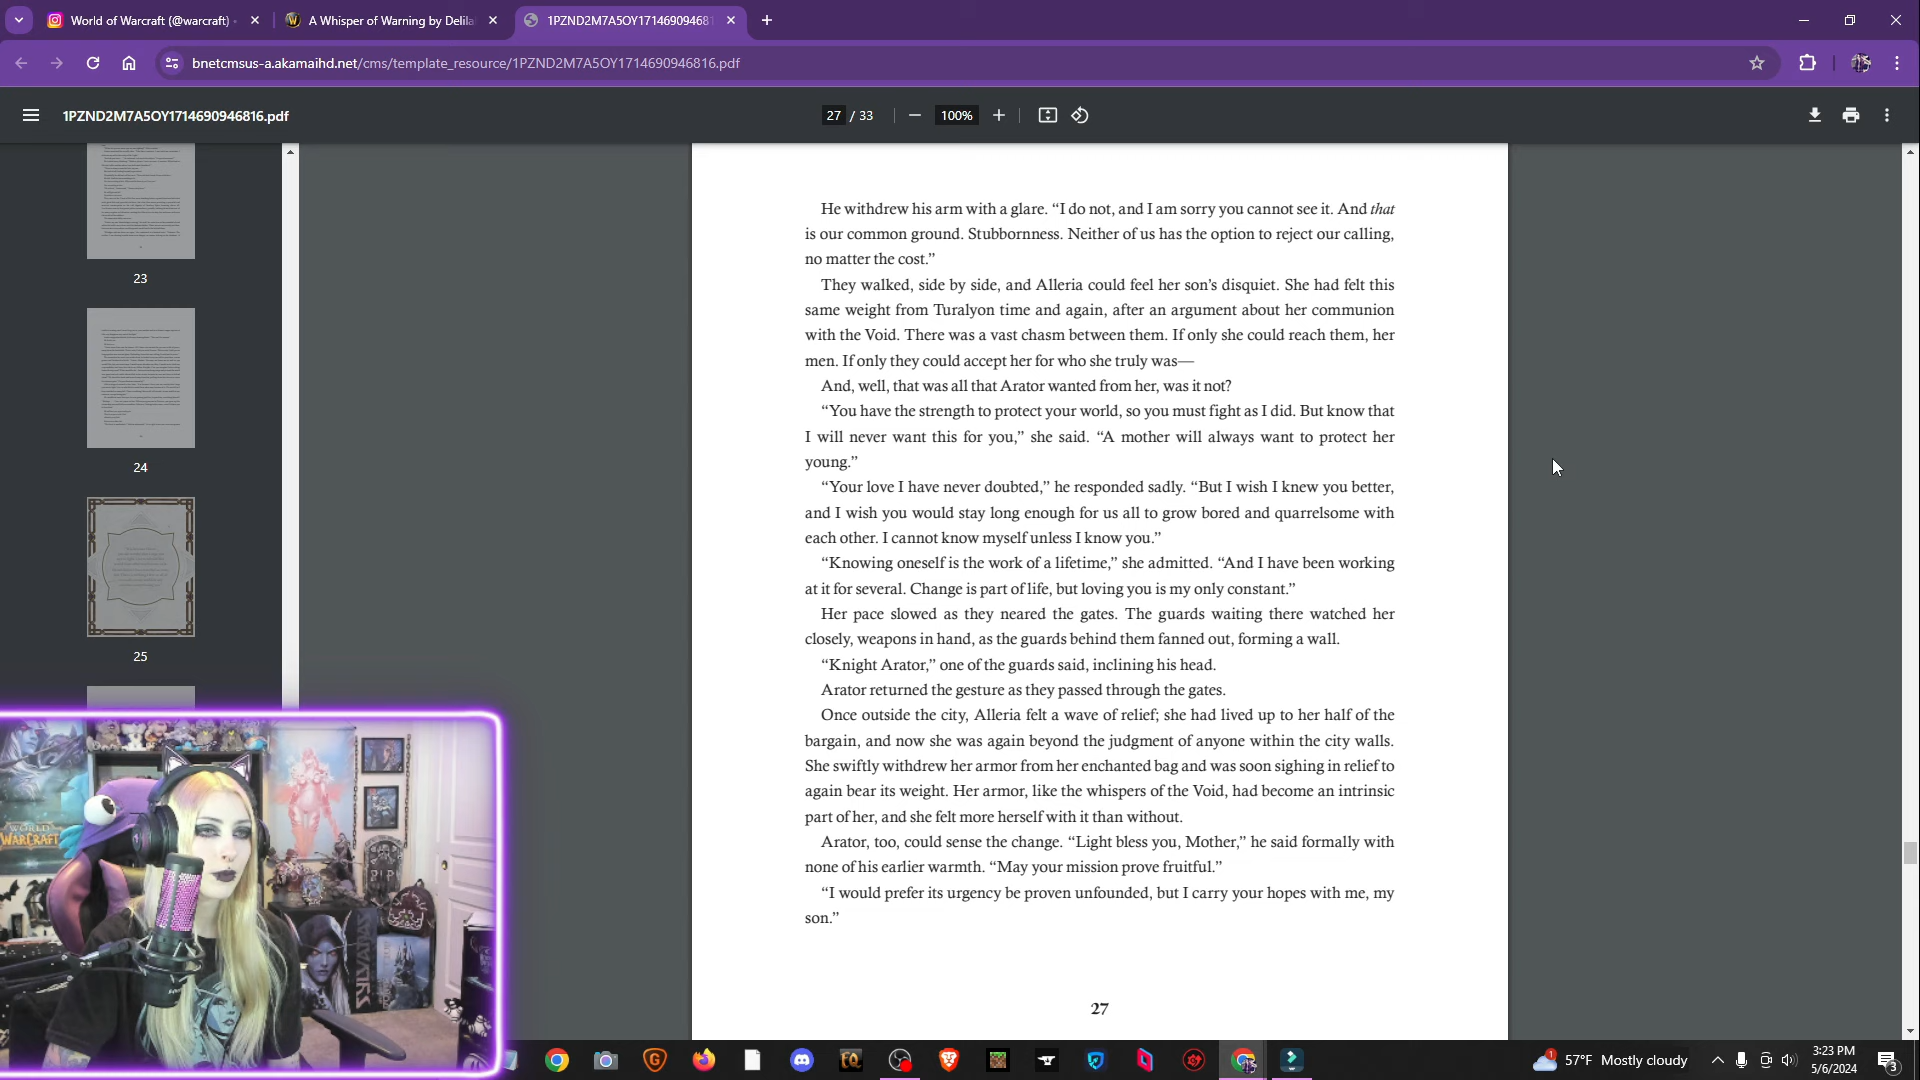 World of Warcraft (@warcraft)
A Whisper of Warning by Delila
1PZND2M7A5OY171469094681
bnetcmsus-a.akamaihd.net/cms/template_resource/1PZND2M7A5OY1714690946816.pdf
1PZND2M7A5OY1714690946816.pdf
27 / 33
100%
23
24
25
He withdrew his arm with a glare. “I do not, and I am sorry you cannot see it. And that
is our common ground. Stubbornness. Neither of us has the option to reject our calling,
no matter the cost.”
They walked, side by side, and Alleria could feel her son’s disquiet. She had felt this
same weight from Turalyon time and again, after an argument about her communion
with the Void. There was a vast chasm between them. If only she could reach them, her
men. If only they could accept her for who she truly was—
And, well, that was all that Arator wanted from her, was it not?
“You have the strength to protect your world, so you must fight as I did. But know that
I will never want this for you,” she said. “A mother will always want to protect her
young.”
“Your love I have never doubted,” he responded sadly. “But I wish I knew you better,
and I wish you would stay long enough for us all to grow bored and quarrelsome with
each other. I cannot know myself unless I know you.”
“Knowing oneself is the work of a lifetime,” she admitted. “And I have been working
at it for several. Change is part of life, but loving you is my only constant.”
Her pace slowed as they neared the gates. The guards waiting there watched her
closely, weapons in hand, as the guards behind them fanned out, forming a wall.
“Knight Arator,” one of the guards said, inclining his head.
Arator returned the gesture as they passed through the gates.
Once outside the city, Alleria felt a wave of relief; she had lived up to her half of the
bargain, and now she was again beyond the judgment of anyone within the city walls.
She swiftly withdrew her armor from her enchanted bag and was soon sighing in relief to
again bear its weight. Her armor, like the whispers of the Void, had become an intrinsic
part of her, and she felt more herself with it than without.
Arator, too, could sense the change. “Light bless you, Mother,” he said formally with
none of his earlier warmth. “May your mission prove fruitful.”
“I would prefer its urgency be proven unfounded, but I carry your hopes with me, my
son.”
27
WORLD
WARCRAFT
RIP
57°F Mostly cloudy
3:23 PM
5/6/2024
3